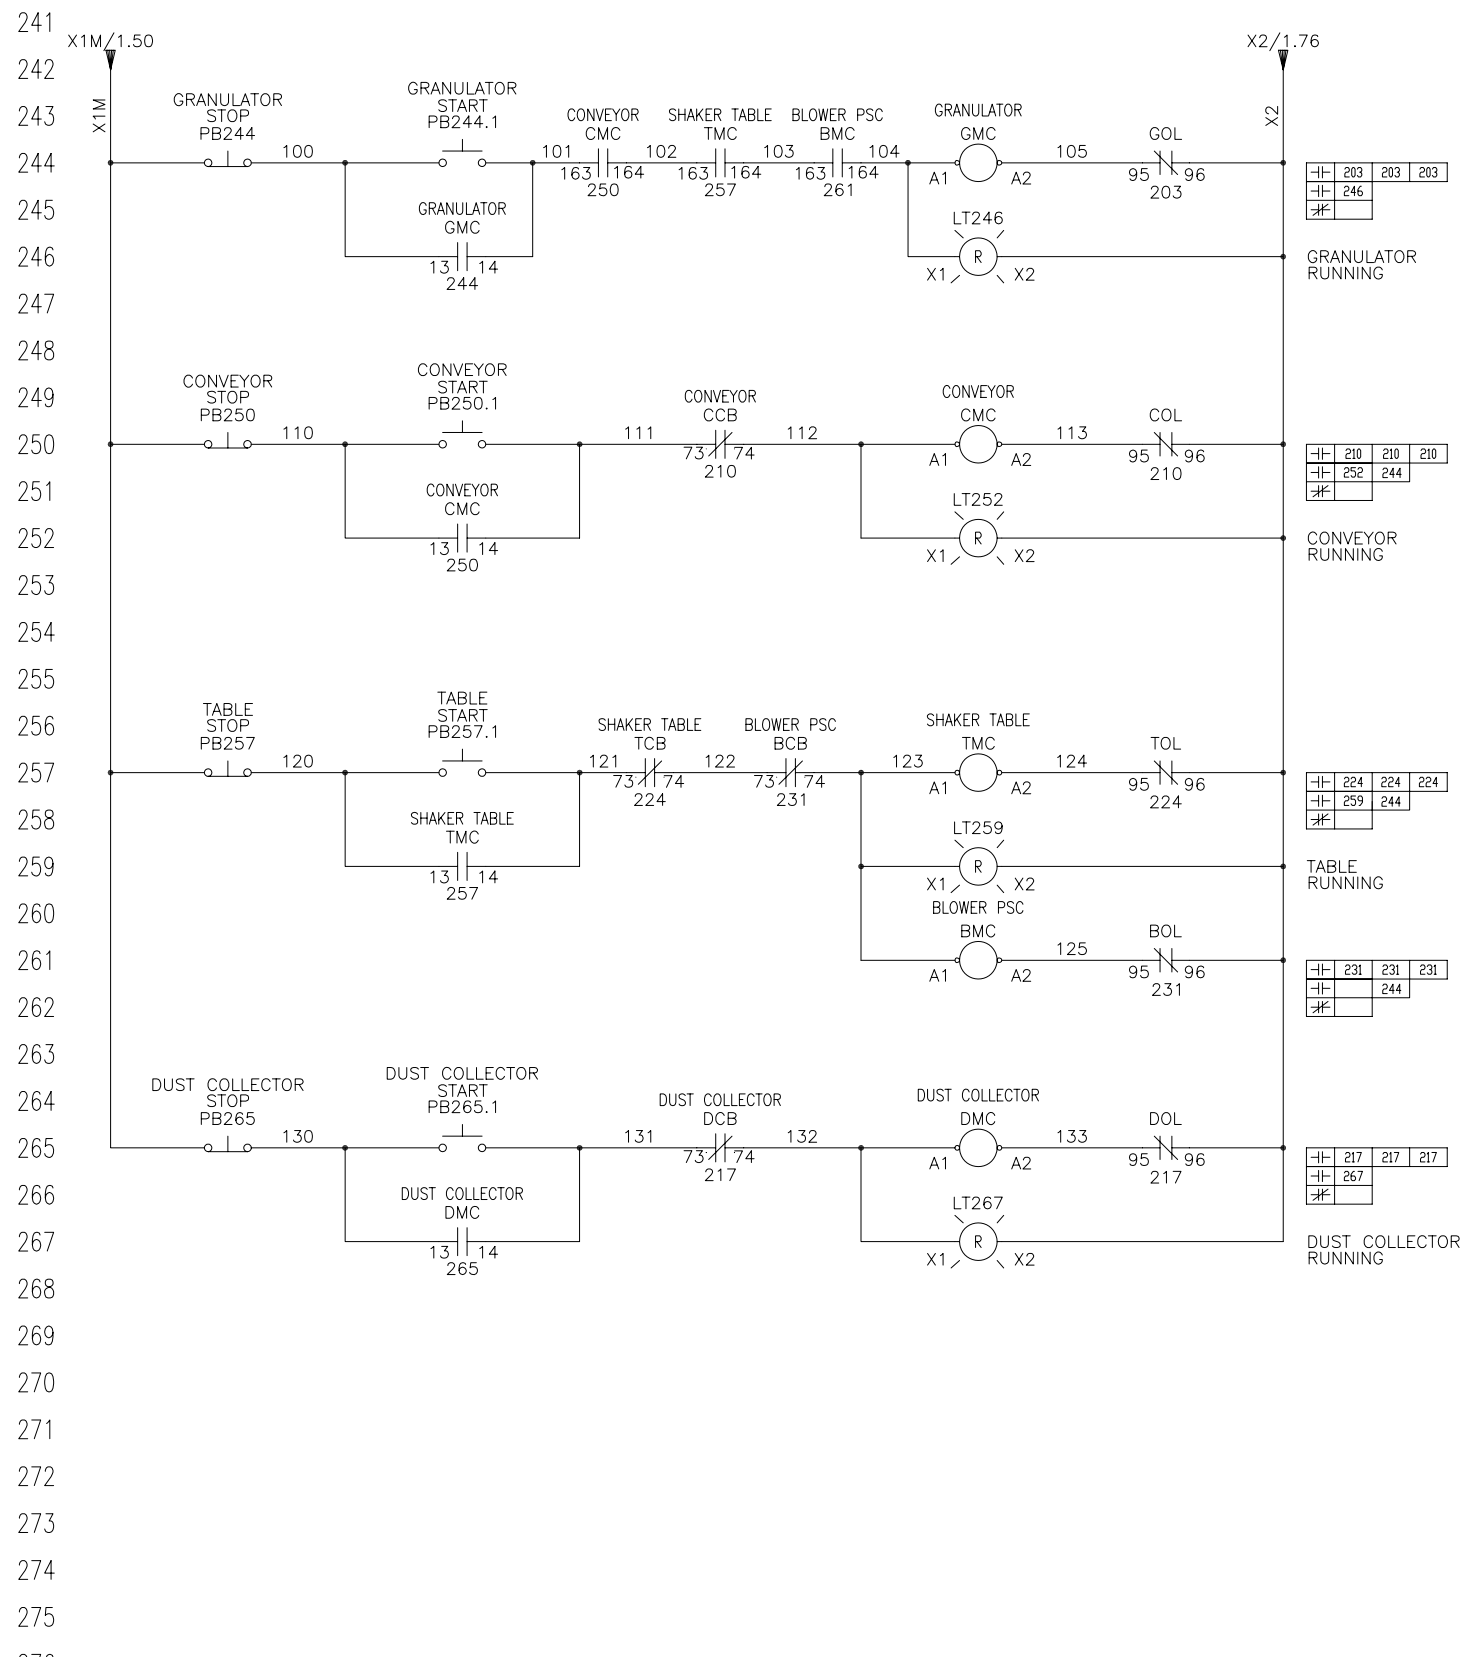 241
X1M/1.50
X2/1.76
242
X1M
X2
243
GRANULATOR
STOP
PB244
GRANULATOR
START
PB244.1
CONVEYOR
CMC
SHAKER TABLE
TMC
BLOWER PSC
BMC
GRANULATOR
GMC
GOL
244
100
101
102
103
104
105
163 164
250
163 164
257
163 164
261
A1 A2
95 96
203
203 203 203
246
245
GRANULATOR
GMC
LT246
246
13 14
244
R
X1 X2
GRANULATOR
RUNNING
247
248
249
CONVEYOR
STOP
PB250
CONVEYOR
START
PB250.1
CONVEYOR
CCB
CONVEYOR
CMC
COL
250
110
111
112
113
73 74
210
A1 A2
95 96
210
210 210 210
252 244
251
CONVEYOR
CMC
LT252
252
13 14
250
R
X1 X2
CONVEYOR
RUNNING
253
254
255
256
TABLE
STOP
PB257
TABLE
START
PB257.1
SHAKER TABLE
TCB
BLOWER PSC
BCB
SHAKER TABLE
TMC
TOL
257
120
121
122
123
124
73 74
224
73 74
231
A1 A2
95 96
224
224 224 224
259 244
258
SHAKER TABLE
TMC
LT259
259
13 14
257
R
X1 X2
TABLE
RUNNING
260
BLOWER PSC
BMC
BOL
261
125
A1 A2
95 96
231
231 231 231
244
262
263
264
DUST COLLECTOR
STOP
PB265
DUST COLLECTOR
START
PB265.1
DUST COLLECTOR
DCB
DUST COLLECTOR
DMC
DOL
265
130
131
132
133
73 74
217
A1 A2
95 96
217
217 217 217
267
266
DUST COLLECTOR
DMC
LT267
267
13 14
265
R
X1 X2
DUST COLLECTOR
RUNNING
268
269
270
271
272
273
274
275